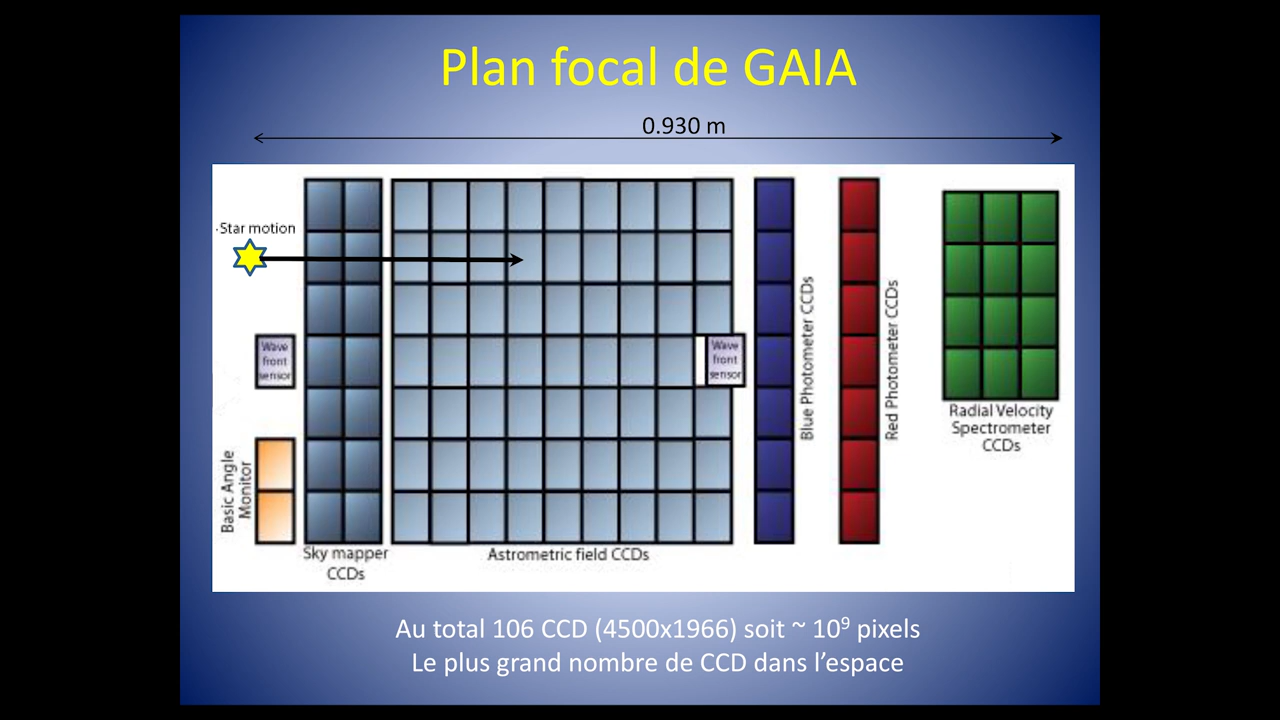 Plan focal de GAIA
0.930 m
Star motion
Wave
front
sensor
Wave
front
sensor
Basic Angle
Monitor
Blue Photometer CCDs
Red Photometer CCDs
Radial Velocity
Spectrometer
CCDs
Sky mapper
CCDs
Astrometric field CCDs
Au total 106 CCD (4500x1966) soit ~ 10⁹ pixels
Le plus grand nombre de CCD dans l’espace